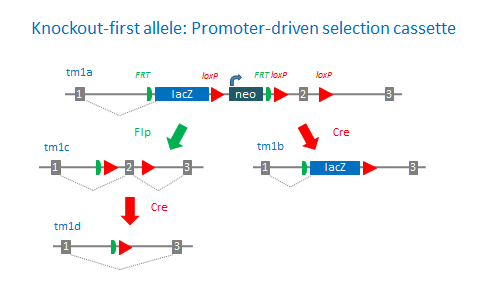 Knockout-first allele: Promoter-driven selection cassette
tm1a
FRT loxP FRT loxP loxP
1 lacZ neo 2 3
Flp Cre
tm1c tm1b
1 2 3 1 lacZ 3
Cre
tm1d
1 3